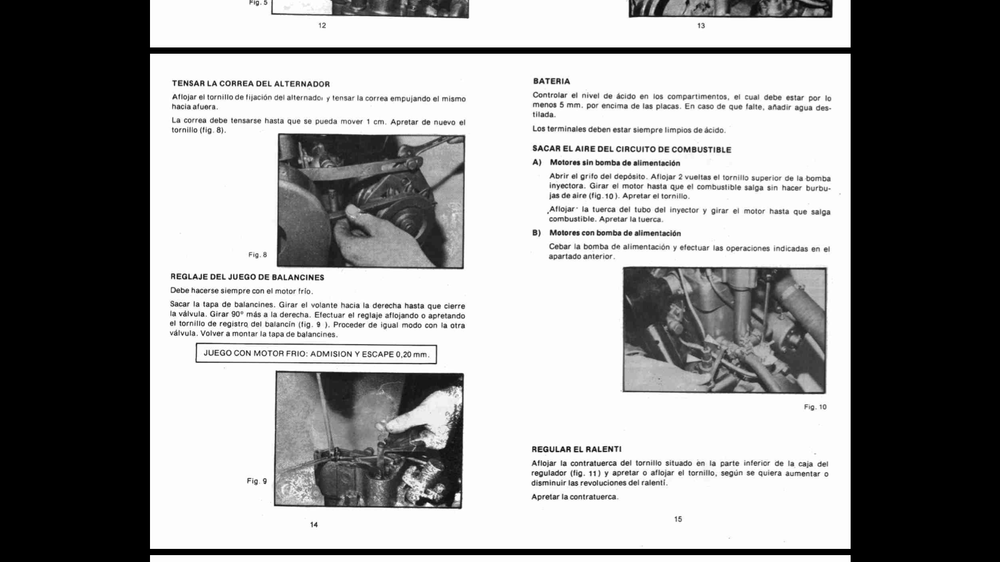 Fig. 5
12
13
TENSAR LA CORREA DEL ALTERNADOR
Aflojar el tornillo de fijación del alternador y tensar la correa empujando el mismo
hacia afuera.
La correa debe tensarse hasta que se pueda mover 1 cm. Apretar de nuevo el
tornillo (fig. 8).
Fig. 8
REGLAJE DEL JUEGO DE BALANCINES
Debe hacerse siempre con el motor frío.
Sacar la tapa de balancines. Girar el volante hacia la derecha hasta que cierre
la válvula. Girar 90° más a la derecha. Efectuar el reglaje aflojando o apretando
el tornillo de registro del balancín (fig. 9 ). Proceder de igual modo con la otra
válvula. Volver a montar la tapa de balancines.
JUEGO CON MOTOR FRIO: ADMISION Y ESCAPE 0,20 mm.
Fig. 9
14
BATERIA
Controlar el nivel de ácido en los compartimentos, el cual debe estar por lo
menos 5 mm. por encima de las placas. En caso de que falte, añadir agua des-
tilada.
Los terminales deben estar siempre limpios de ácido.
SACAR EL AIRE DEL CIRCUITO DE COMBUSTIBLE
A) Motores sin bomba de alimentación
Abrir el grifo del depósito. Aflojar 2 vueltas el tornillo superior de la bomba
inyectora. Girar el motor hasta que el combustible salga sin hacer burbu-
jas de aire (fig. 10 ). Apretar el tornillo.
Aflojar la tuerca del tubo del inyector y girar el motor hasta que salga
combustible. Apretar la tuerca.
B) Motores con bomba de alimentación
Cebar la bomba de alimentación y efectuar las operaciones indicadas en el
apartado anterior.
Fig. 10
REGULAR EL RALENTI
Aflojar la contratuerca del tornillo situado en la parte inferior de la caja del
regulador (fig. 11 ) y apretar o aflojar el tornillo, según se quiera aumentar o
disminuir las revoluciones del ralentí.
Apretar la contratuerca.
15